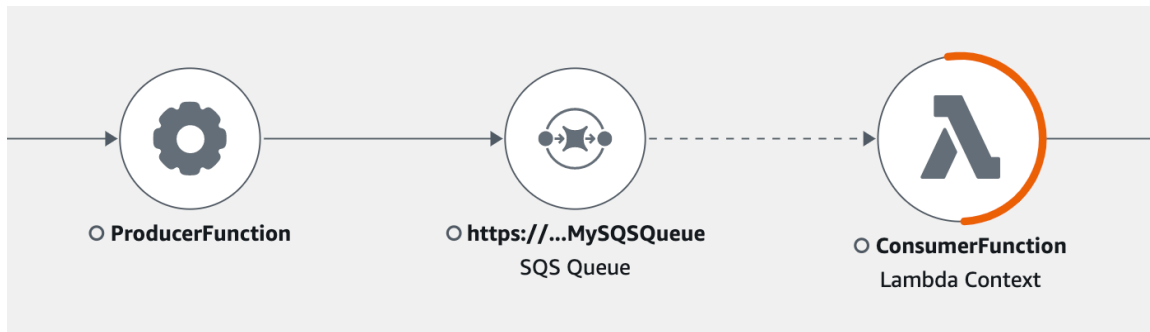 ProducerFunction
https://...MySQSQueue
SQS Queue
ConsumerFunction
Lambda Context